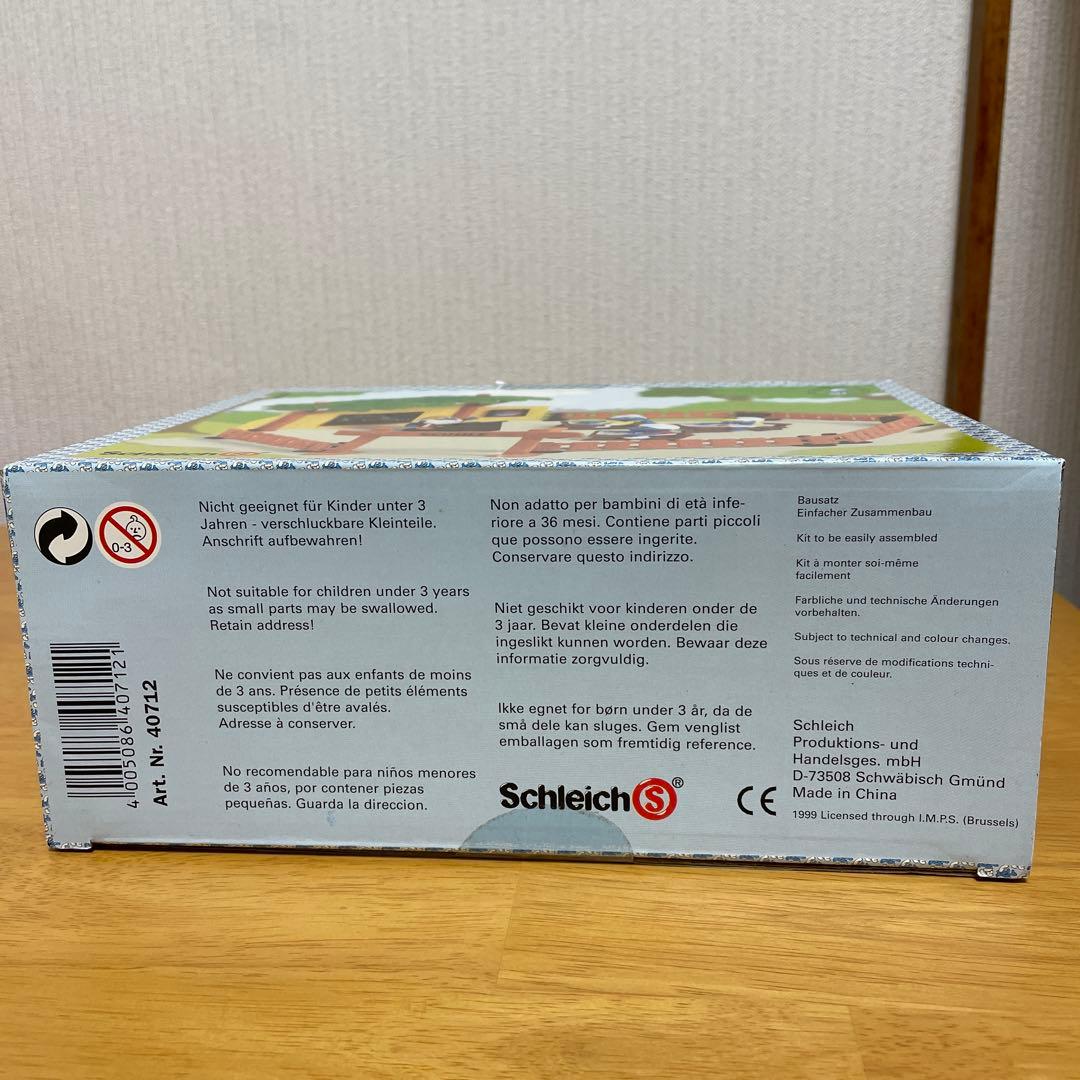 Schleich S
0-3
Nicht geeignet für Kinder unter 3
Jahren - verschluckbare Kleinteile.
Anschrift aufbewahren!
Not suitable for children under 3 years
as small parts may be swallowed.
Retain address!
Ne convient pas aux enfants de moins
de 3 ans. Présence de petits éléments
susceptibles d'être avalés.
Adresse à conserver.
No recomendable para niños menores
de 3 años, por contener piezas
pequeñas. Guarda la direccion.
4 005086 407121
Art. Nr. 40712
Non adatto per bambini di età infe-
riore a 36 mesi. Contiene parti piccoli
que possono essere ingerite.
Conservare questo indirizzo.
Niet geschikt voor kinderen onder de
3 jaar. Bevat kleine onderdelen die
ingeslikt kunnen worden. Bewaar deze
informatie zorgvuldig.
Ikke egnet for børn under 3 år, da de
små dele kan sluges. Gem venglist
emballagen som fremtidig reference.
Schleich S ®
CE
Bausatz
Einfacher Zusammenbau
Kit to be easily assembled
Kit à monter soi-même
facilement
Farbliche und technische Änderungen
vorbehalten.
Subject to technical and colour changes.
Sous réserve de modifications techni-
ques et de couleur.
Schleich
Produktions- und
Handelsges. mbH
D-73508 Schwäbisch Gmünd
Made in China
1999 Licensed through I.M.P.S. (Brussels)